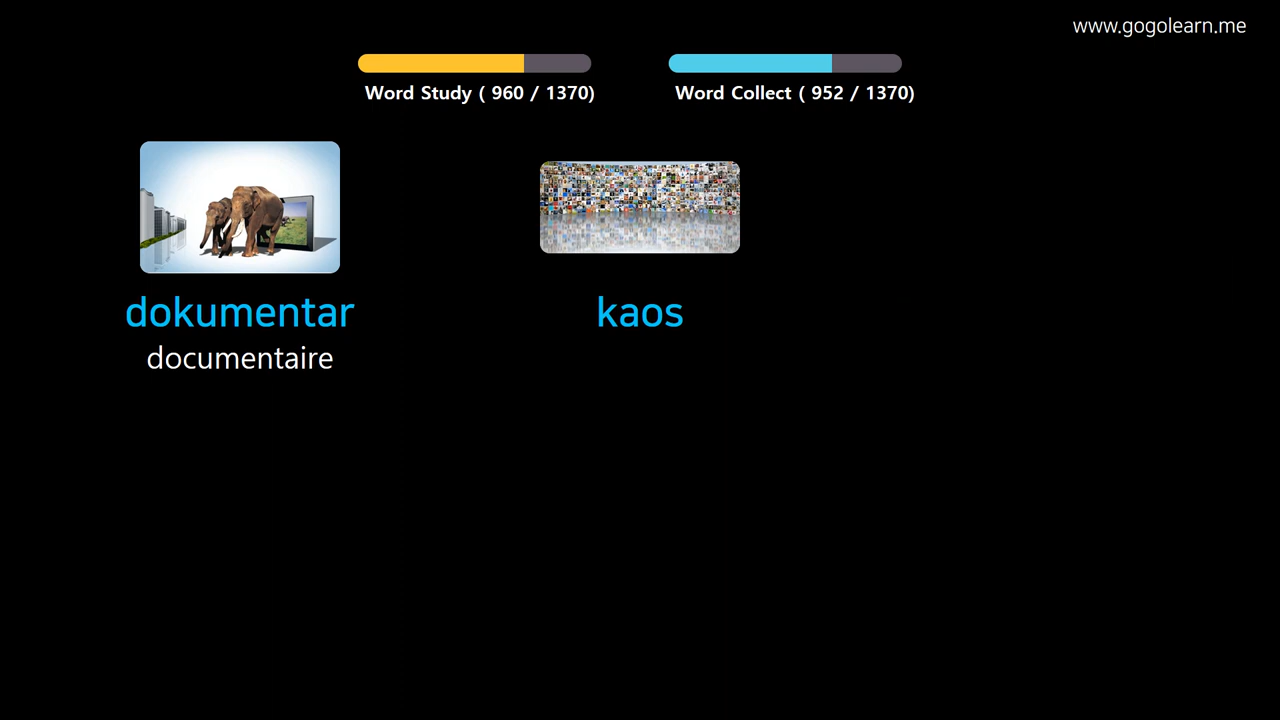 www.gogolearn.me
Word Study ( 960 / 1370)
Word Collect ( 952 / 1370)
dokumentar
documentaire
kaos